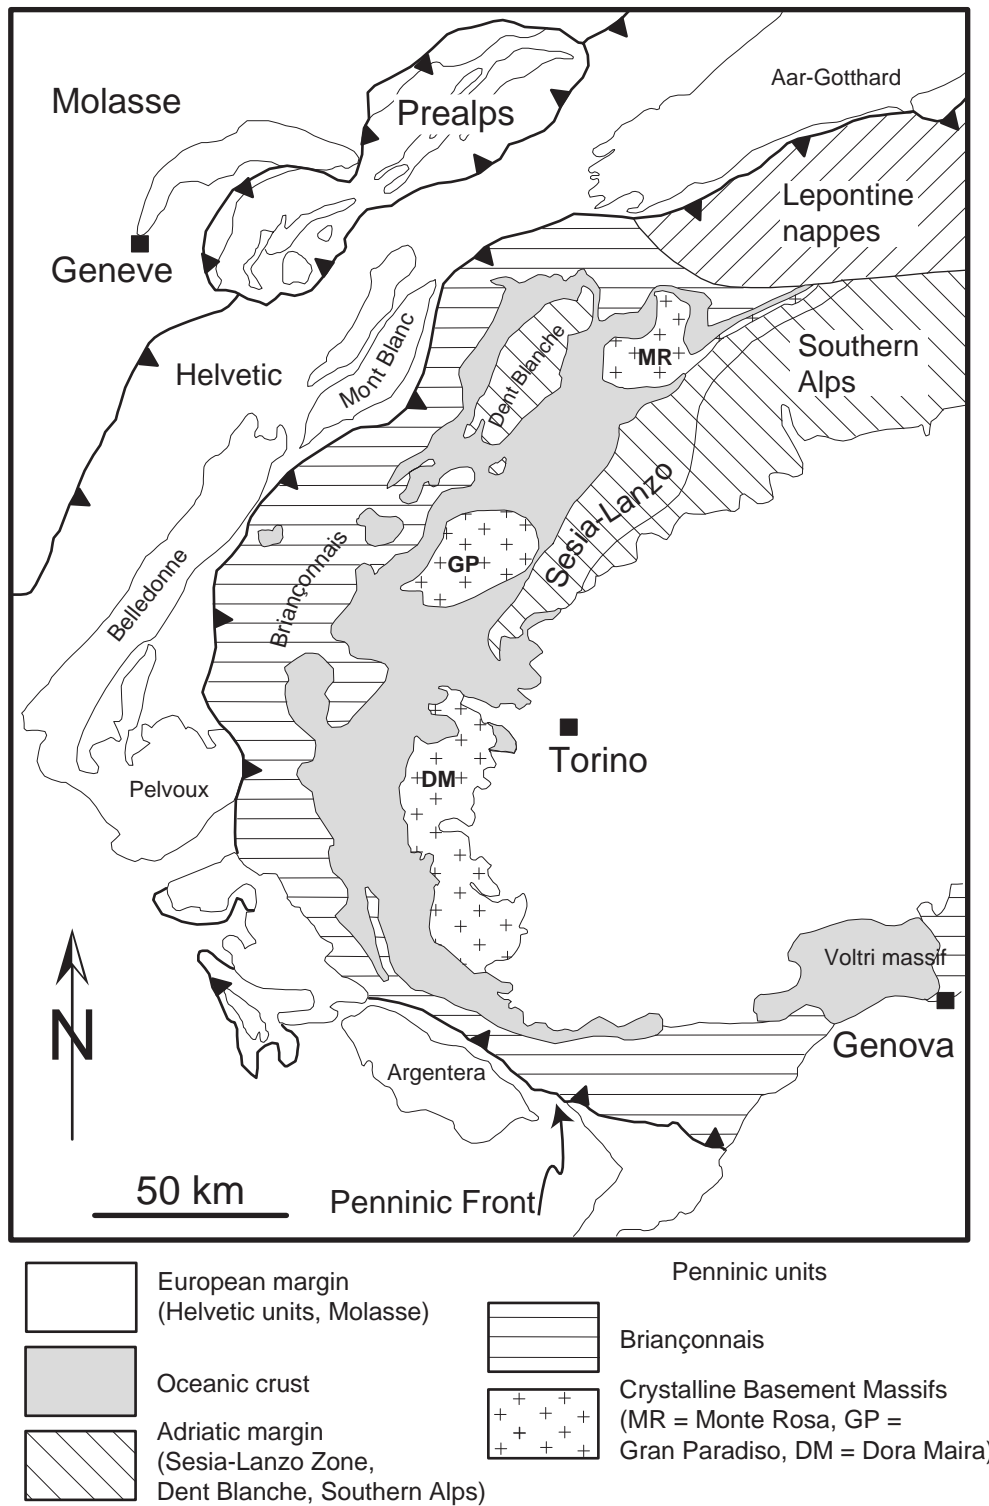 Molasse
Prealps
Aar-Gotthard
Lepontine
nappes
Geneve
Helvetic
Mont Blanc
Dent Blanche
MR
Southern
Alps
Sesia-Lanzo
GP
Briançonnais
Belledonne
Torino
DM
Pelvoux
Voltri massif
Genova
N
Argentera
50 km
Penninic Front
European margin
(Helvetic units, Molasse)
Oceanic crust
Adriatic margin
(Sesia-Lanzo Zone,
Dent Blanche, Southern Alps)
Penninic units
Briançonnais
Crystalline Basement Massifs
(MR = Monte Rosa, GP =
Gran Paradiso, DM = Dora Maira)